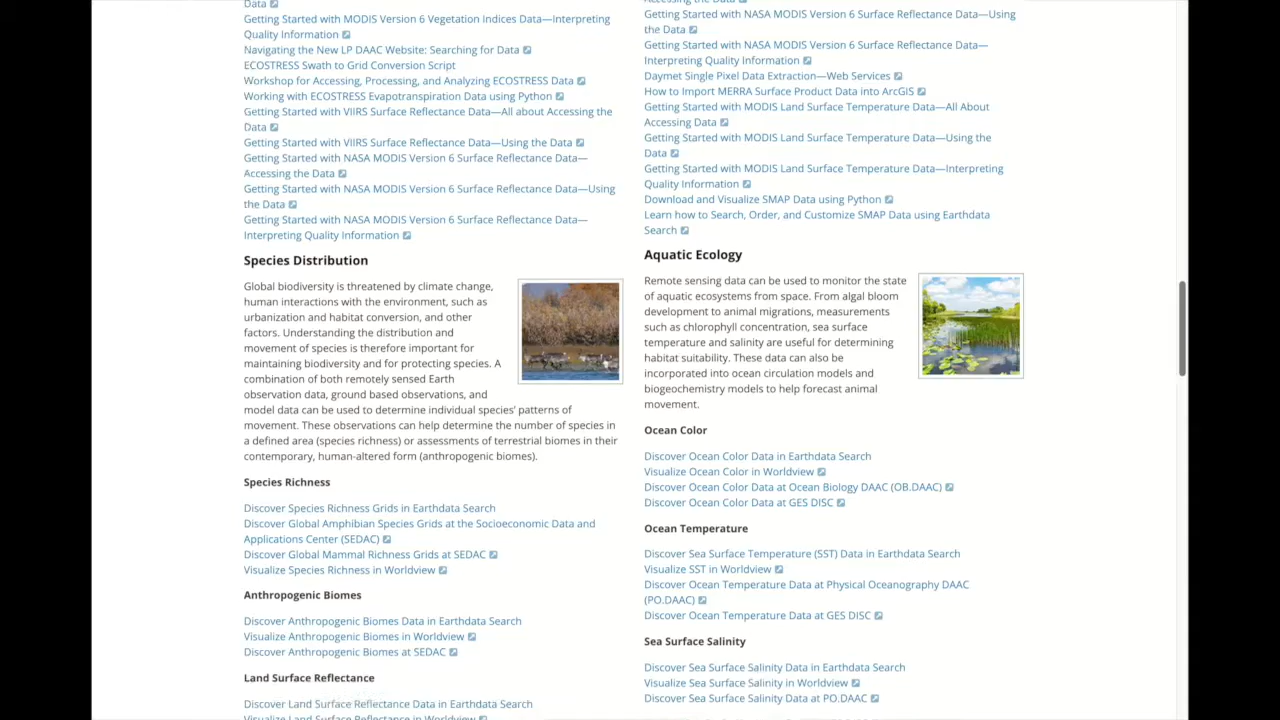 Data
Getting Started with MODIS Version 6 Vegetation Indices Data—Interpreting
Quality Information
Navigating the New LP DAAC Website: Searching for Data
ECOSTRESS Swath to Grid Conversion Script
Workshop for Accessing, Processing, and Analyzing ECOSTRESS Data
Working with ECOSTRESS Evapotranspiration Data using Python
Getting Started with VIIRS Surface Reflectance Data—All about Accessing the
Data
Getting Started with VIIRS Surface Reflectance Data—Using the Data
Getting Started with NASA MODIS Version 6 Surface Reflectance Data—
Accessing the Data
Getting Started with NASA MODIS Version 6 Surface Reflectance Data—Using
the Data
Getting Started with NASA MODIS Version 6 Surface Reflectance Data—
Interpreting Quality Information
Species Distribution
Global biodiversity is threatened by climate change,
human interactions with the environment, such as
urbanization and habitat conversion, and other
factors. Understanding the distribution and
movement of species is therefore important for
maintaining biodiversity and for protecting species. A
combination of both remotely sensed Earth
observation data, ground based observations, and
model data can be used to determine individual species' patterns of
movement. These observations can help determine the number of species in
a defined area (species richness) or assessments of terrestrial biomes in their
contemporary, human-altered form (anthropogenic biomes).
Species Richness
Discover Species Richness Grids in Earthdata Search
Discover Global Amphibian Species Grids at the Socioeconomic Data and
Applications Center (SEDAC)
Discover Global Mammal Richness Grids at SEDAC
Visualize Species Richness in Worldview
Anthropogenic Biomes
Discover Anthropogenic Biomes Data in Earthdata Search
Visualize Anthropogenic Biomes in Worldview
Discover Anthropogenic Biomes at SEDAC
Land Surface Reflectance
Discover Land Surface Reflectance Data in Earthdata Search
Visualize Land Surface Reflectance in Worldview
Accessing the Data
Getting Started with NASA MODIS Version 6 Surface Reflectance Data—Using
the Data
Getting Started with NASA MODIS Version 6 Surface Reflectance Data—
Interpreting Quality Information
Daymet Single Pixel Data Extraction—Web Services
How to Import MERRA Surface Product Data into ArcGIS
Getting Started with MODIS Land Surface Temperature Data—All About
Accessing Data
Getting Started with MODIS Land Surface Temperature Data—Using the
Data
Getting Started with MODIS Land Surface Temperature Data—Interpreting
Quality Information
Download and Visualize SMAP Data using Python
Learn how to Search, Order, and Customize SMAP Data using Earthdata
Search
Aquatic Ecology
Remote sensing data can be used to monitor the state
of aquatic ecosystems from space. From algal bloom
development to animal migrations, measurements
such as chlorophyll concentration, sea surface
temperature and salinity are useful for determining
habitat suitability. These data can also be
incorporated into ocean circulation models and
biogeochemistry models to help forecast animal
movement.
Ocean Color
Discover Ocean Color Data in Earthdata Search
Visualize Ocean Color in Worldview
Discover Ocean Color Data at Ocean Biology DAAC (OB.DAAC)
Discover Ocean Color Data at GES DISC
Ocean Temperature
Discover Sea Surface Temperature (SST) Data in Earthdata Search
Visualize SST in Worldview
Discover Ocean Temperature Data at Physical Oceanography DAAC
(PO.DAAC)
Discover Ocean Temperature Data at GES DISC
Sea Surface Salinity
Discover Sea Surface Salinity Data in Earthdata Search
Visualize Sea Surface Salinity in Worldview
Discover Sea Surface Salinity Data at PO.DAAC